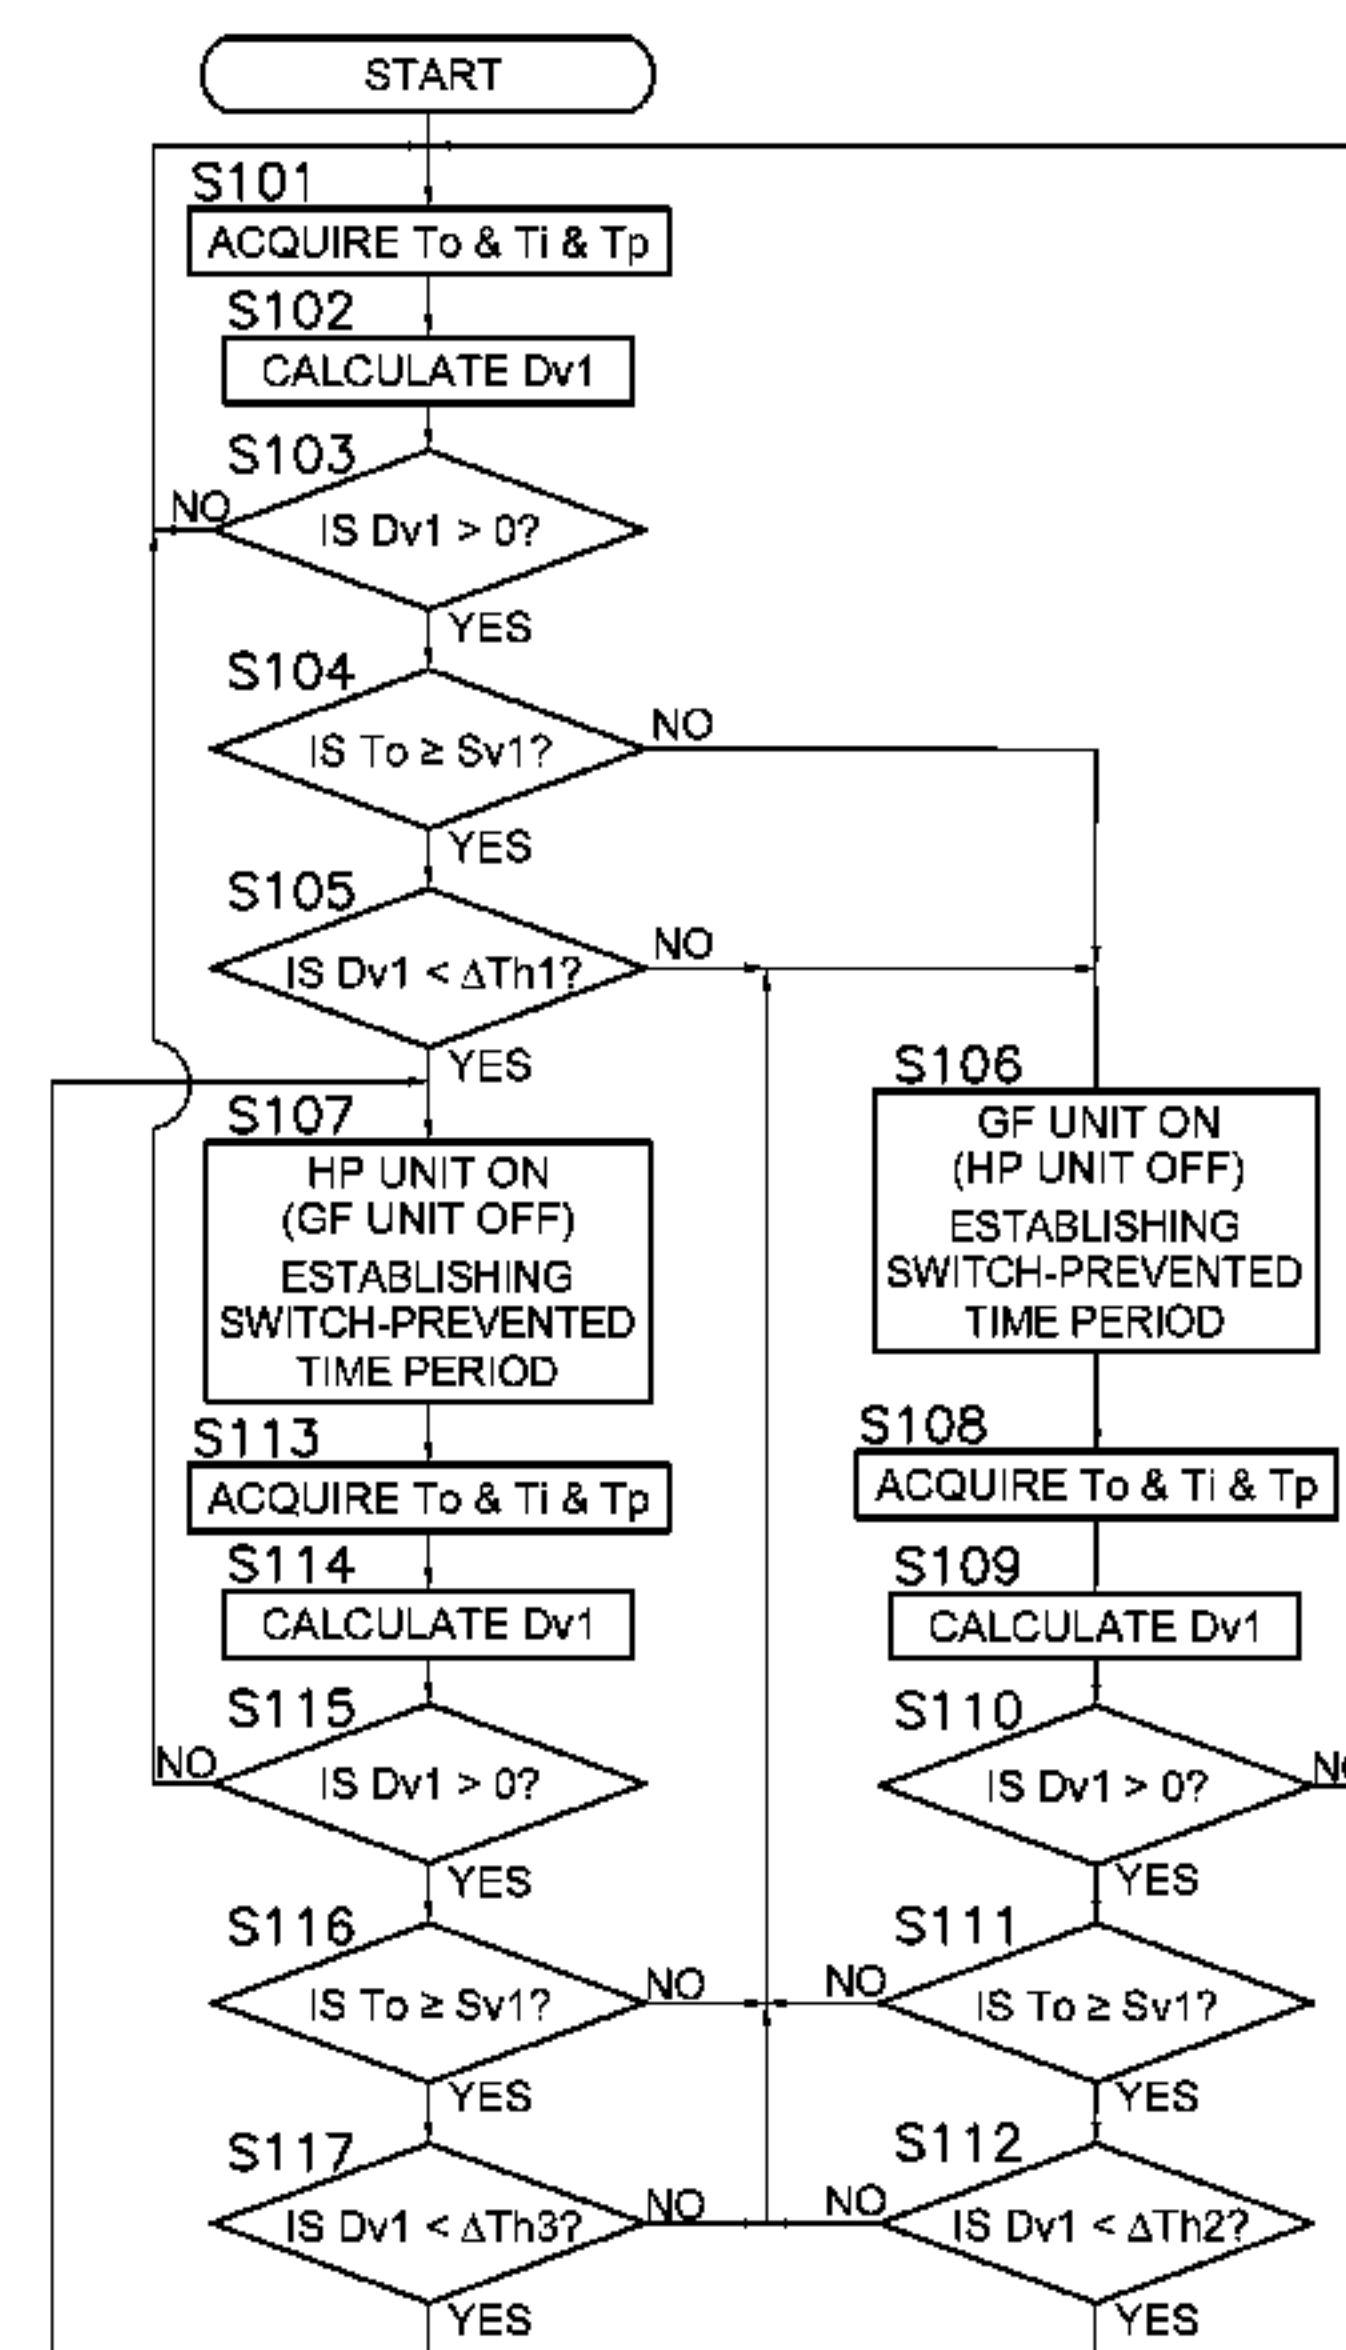 START
S101
ACQUIRE To & Ti & Tp
S102
CALCULATE Dv1
S103
NO
IS Dv1 > 0?
YES
S104
NO
IS To ≥ Sv1?
YES
S105
NO
IS Dv1 < ΔTh1?
YES
S107
HP UNIT ON
(GF UNIT OFF)
ESTABLISHING
SWITCH-PREVENTED
TIME PERIOD
S106
GF UNIT ON
(HP UNIT OFF)
ESTABLISHING
SWITCH-PREVENTED
TIME PERIOD
S113
ACQUIRE To & Ti & Tp
S108
ACQUIRE To & Ti & Tp
S114
CALCULATE Dv1
S109
CALCULATE Dv1
S115
NO
IS Dv1 > 0?
YES
S110
IS Dv1 > 0?
YES
S116
NO
IS To ≥ Sv1?
YES
S111
NO
IS To ≥ Sv1?
YES
S117
NO
IS Dv1 < ΔTh3?
YES
S112
NO
IS Dv1 < ΔTh2?
YES